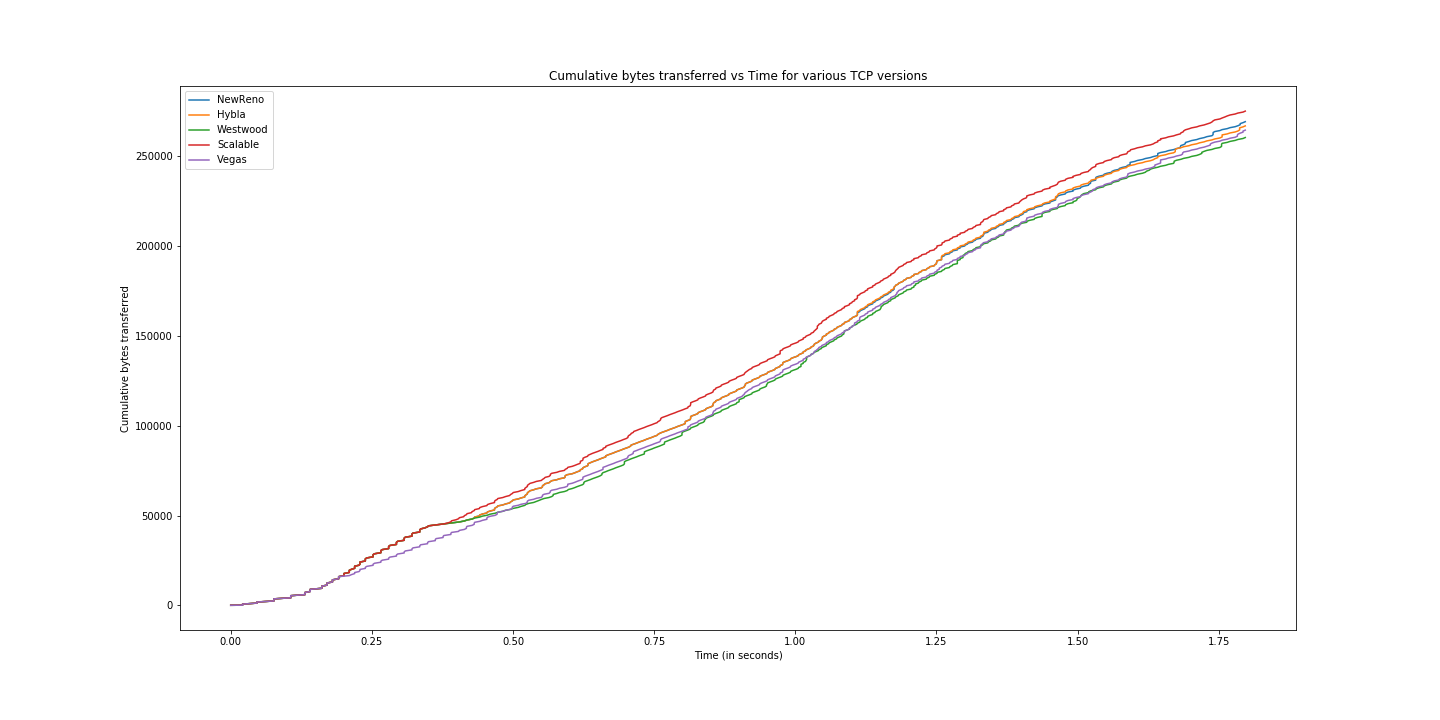 Cumulative bytes transferred vs Time for various TCP versions
NewReno
Hybla
Westwood
Scalable
Vegas
250000
200000
150000
100000
50000
0
Cumulative bytes transferred
0.00 0.25 0.50 0.75 1.00 1.25 1.50 1.75
Time (in seconds)